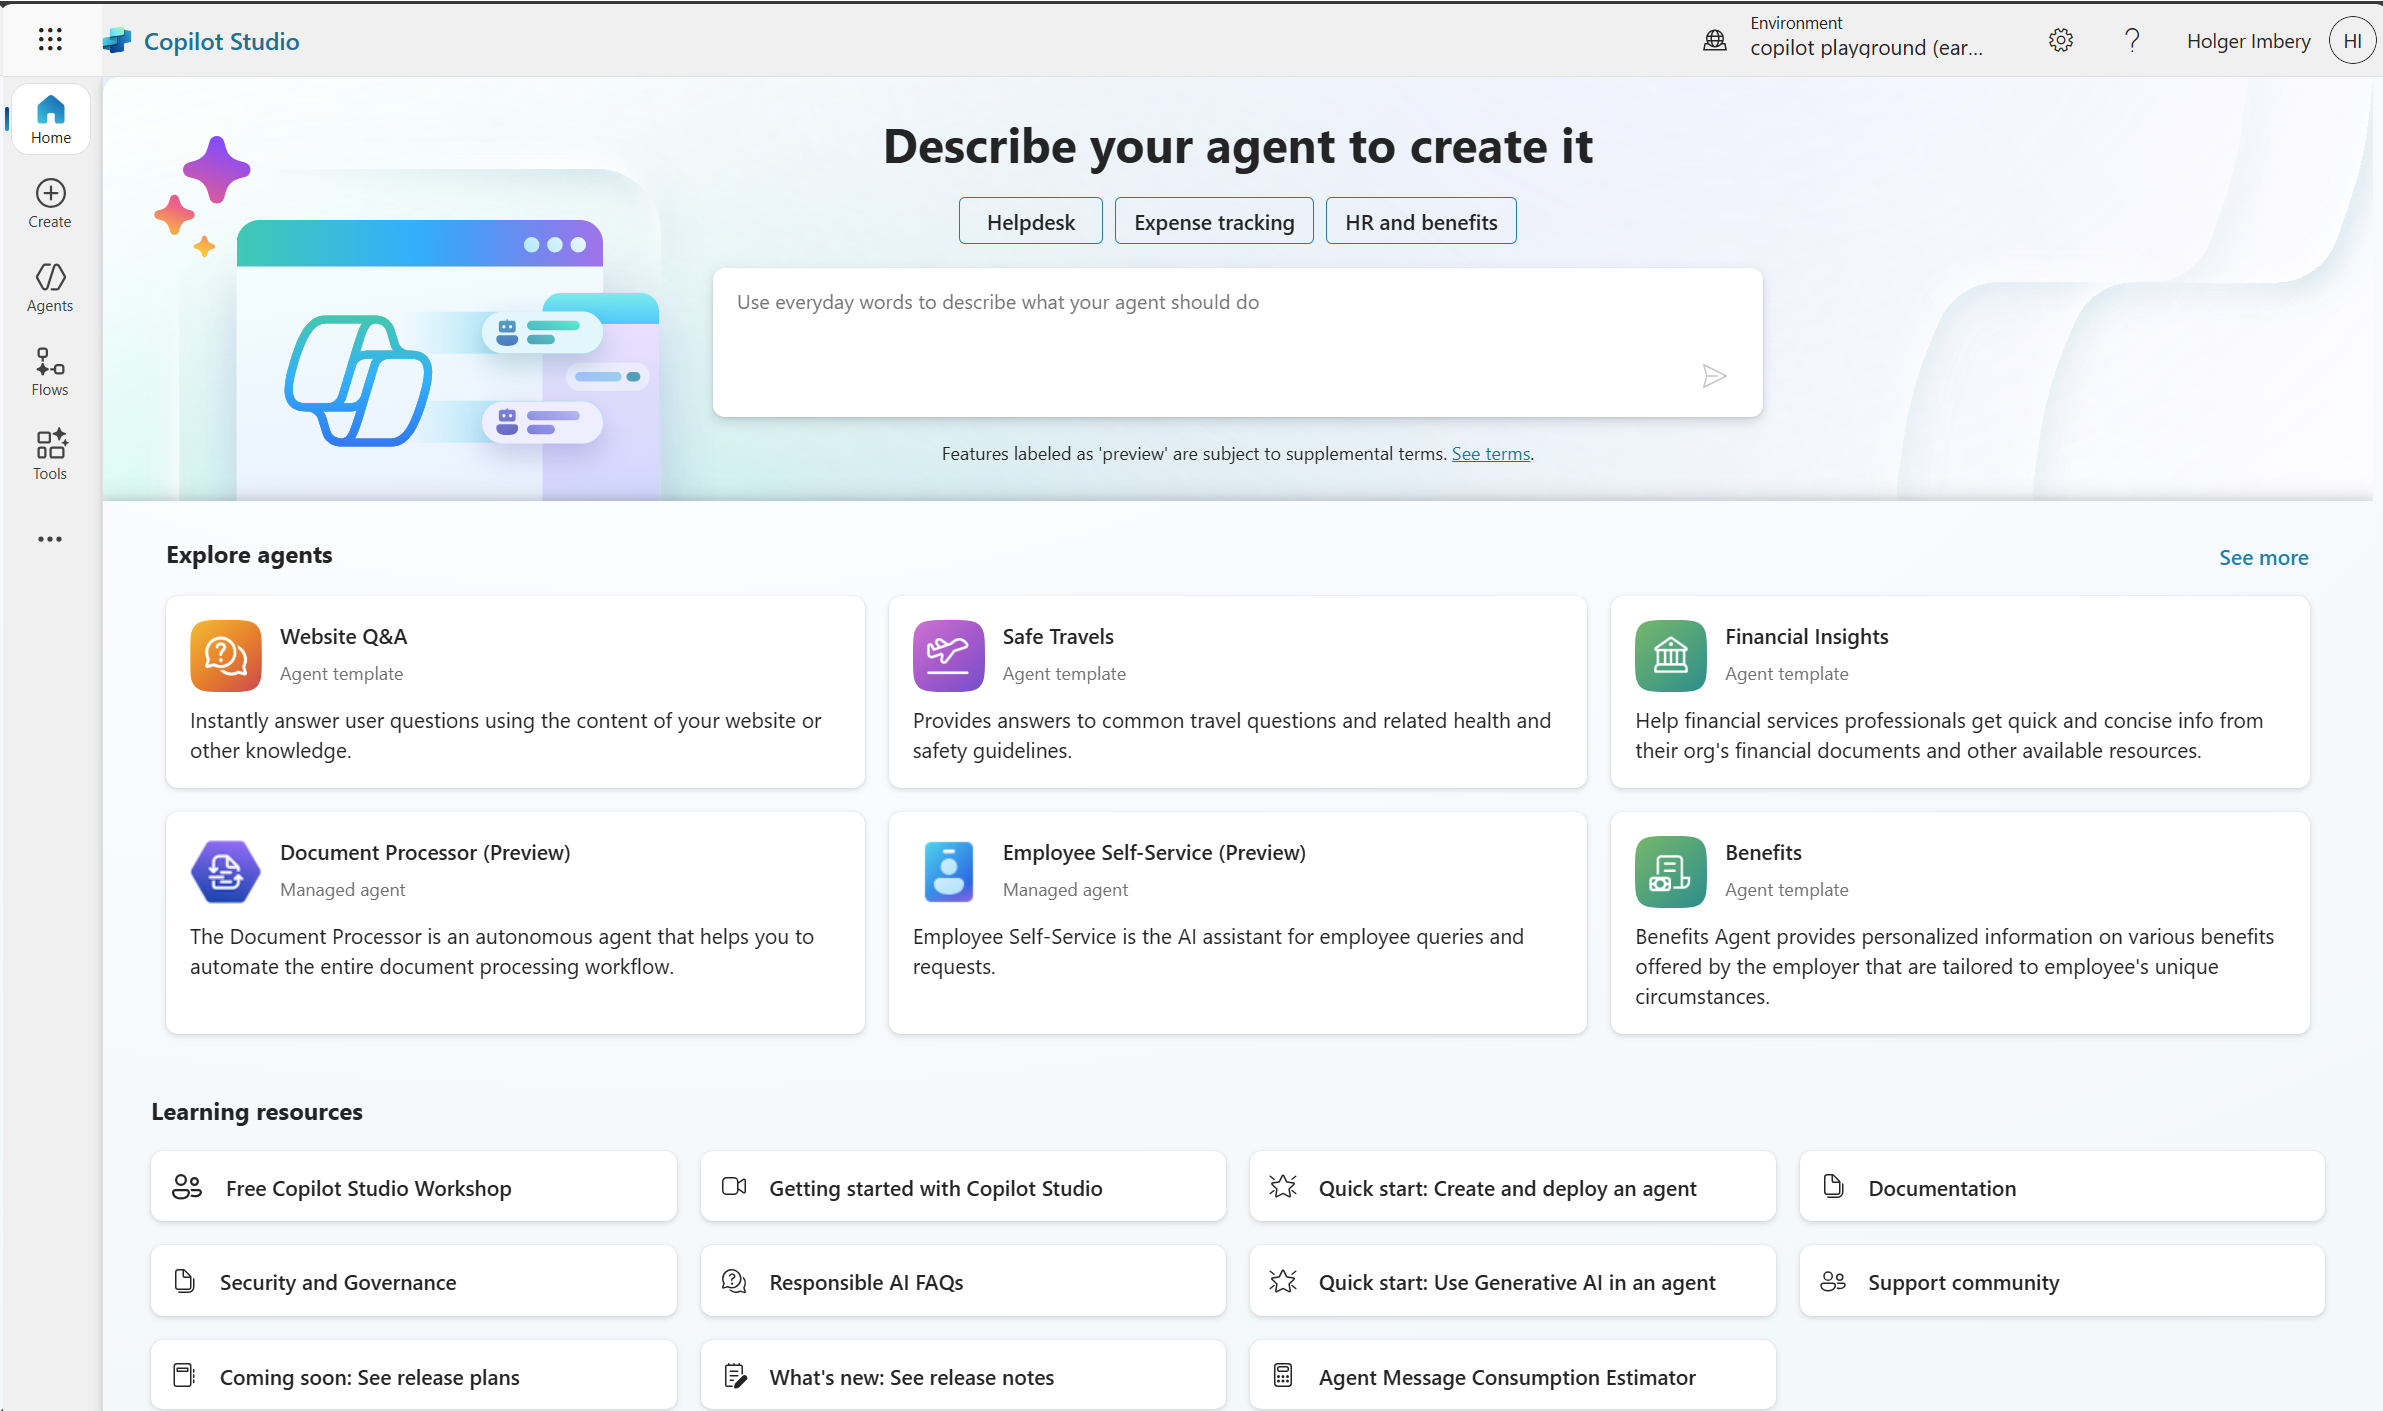 Copilot Studio
Environment
copilot playground (ear...
Holger Imbery
HI
Home
Create
Agents
Flows
Tools
Describe your agent to create it
Helpdesk
Expense tracking
HR and benefits
Use everyday words to describe what your agent should do
Features labeled as 'preview' are subject to supplemental terms. See terms.
Explore agents
See more
Website Q&A
Agent template
Instantly answer user questions using the content of your website or
other knowledge.
Safe Travels
Agent template
Provides answers to common travel questions and related health and
safety guidelines.
Financial Insights
Agent template
Help financial services professionals get quick and concise info from
their org's financial documents and other available resources.
Document Processor (Preview)
Managed agent
The Document Processor is an autonomous agent that helps you to
automate the entire document processing workflow.
Employee Self-Service (Preview)
Managed agent
Employee Self-Service is the AI assistant for employee queries and
requests.
Benefits
Agent template
Benefits Agent provides personalized information on various benefits
offered by the employer that are tailored to employee's unique
circumstances.
Learning resources
Free Copilot Studio Workshop
Getting started with Copilot Studio
Quick start: Create and deploy an agent
Documentation
Security and Governance
Responsible AI FAQs
Quick start: Use Generative AI in an agent
Support community
Coming soon: See release plans
What's new: See release notes
Agent Message Consumption Estimator